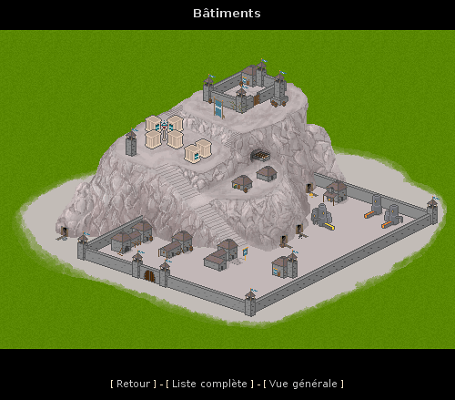 Bâtiments
[ Retour ] - [ Liste complète ] - [ Vue générale ]